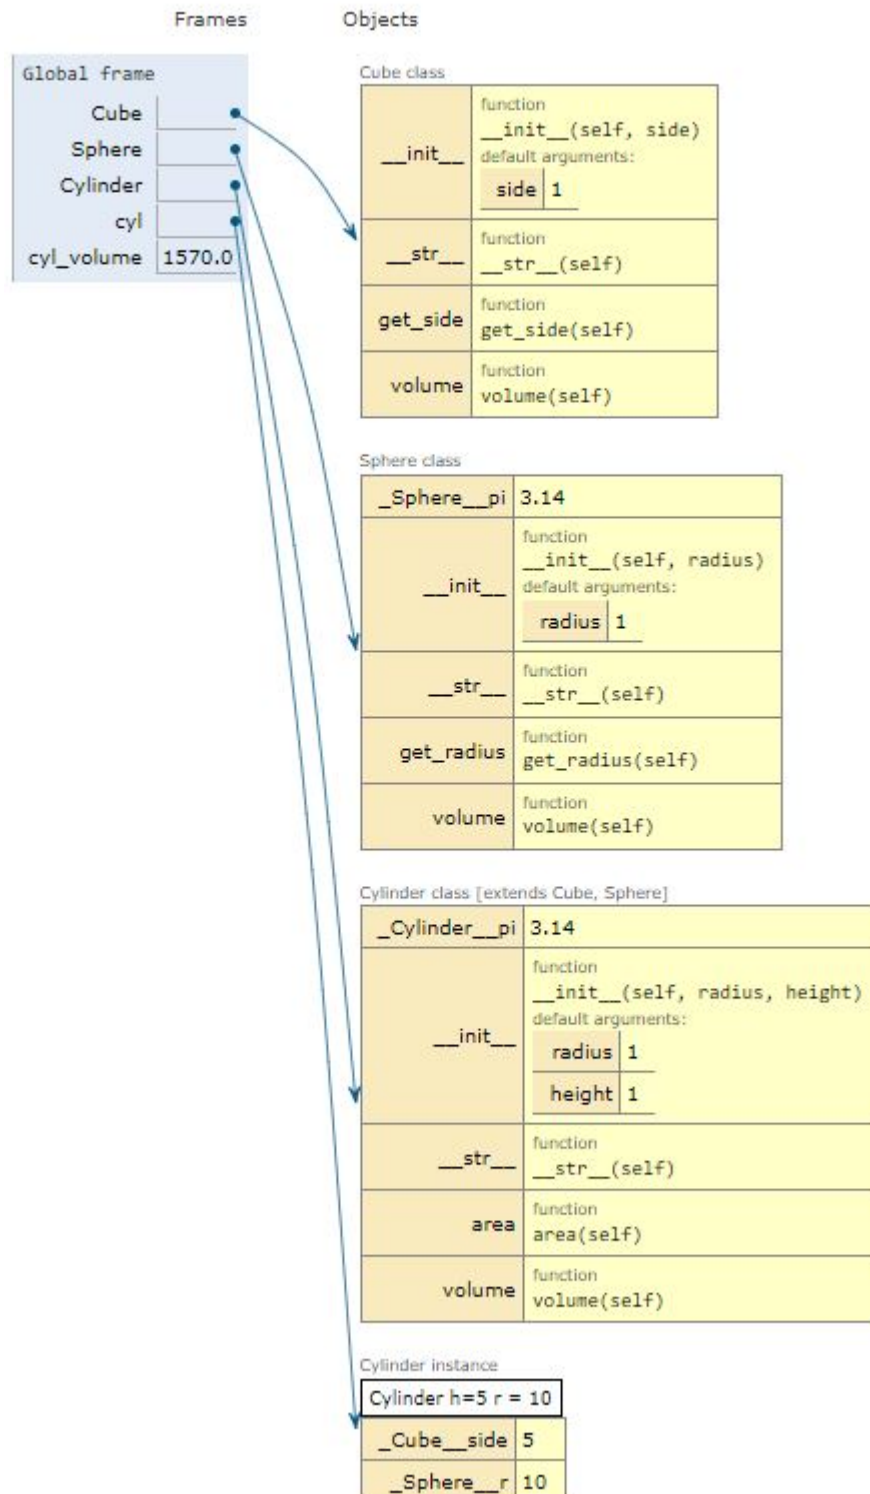 Frames Objects
Global frame
Cube
Sphere
Cylinder
cyl
cyl_volume 1570.0
Cube class
__init__
function
__init__(self, side)
default arguments:
side 1
__str__
function
__str__(self)
get_side
function
get_side(self)
volume
function
volume(self)
Sphere class
_Sphere__pi 3.14
__init__
function
__init__(self, radius)
default arguments:
radius 1
__str__
function
__str__(self)
get_radius
function
get_radius(self)
volume
function
volume(self)
Cylinder class [extends Cube, Sphere]
_Cylinder__pi 3.14
__init__
function
__init__(self, radius, height)
default arguments:
radius 1
height 1
__str__
function
__str__(self)
area
function
area(self)
volume
function
volume(self)
Cylinder instance
Cylinder h=5 r = 10
_Cube__side 5
_Sphere__r 10